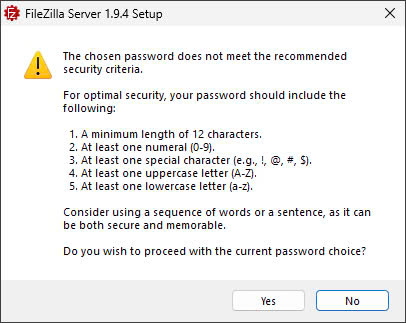 FileZilla Server 1.9.4 Setup
The chosen password does not meet the recommended
security criteria.
For optimal security, your password should include the
following:
1. A minimum length of 12 characters.
2. At least one numeral (0-9).
3. At least one special character (e.g., !, @, #, $).
4. At least one uppercase letter (A-Z).
5. At least one lowercase letter (a-z).
Consider using a sequence of words or a sentence, as it can
be both secure and memorable.
Do you wish to proceed with the current password choice?
Yes
No